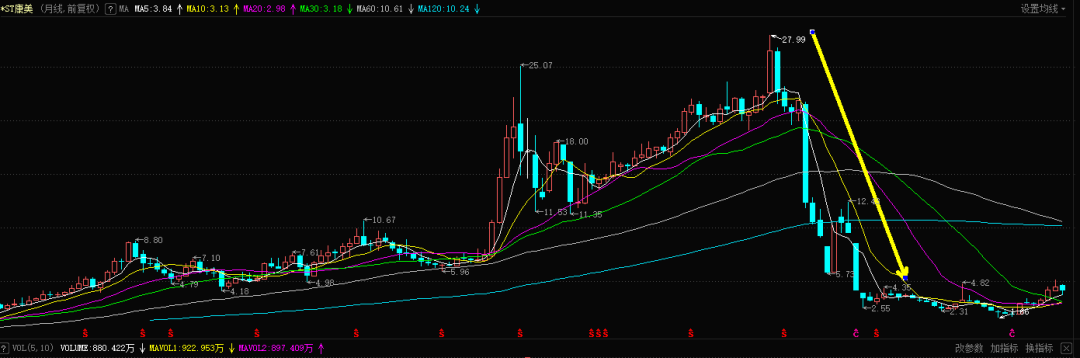 *ST康美 (月线,前复权) ? MA MA5:3.84 ↑ MA10:3.13 ↑ MA20:2.98 ↑ MA30:3.18 ↓ MA60:10.61 ↓ MA120:10.24 ↓ 设置均线
27.99
25.07
18.00
12.4
11.53 11.35
10.67
8.80
7.10 7.61
5.96 5.73
4.79 4.98 4.82
4.18 4.35
2.55 2.31
S S S S S S S S S S S S C S C
? VOL(5,10) VOLUME:880.422万 ↓ MAVOL1:922.953万 ↓ MAVOL2:897.409万 ↑ 改参数 加指标 换指标 X